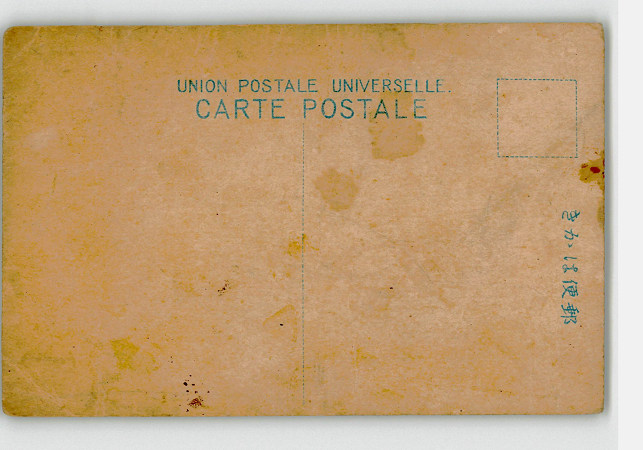 UNION POSTALE UNIVERSELLE.
CARTE POSTALE
郵便はかき